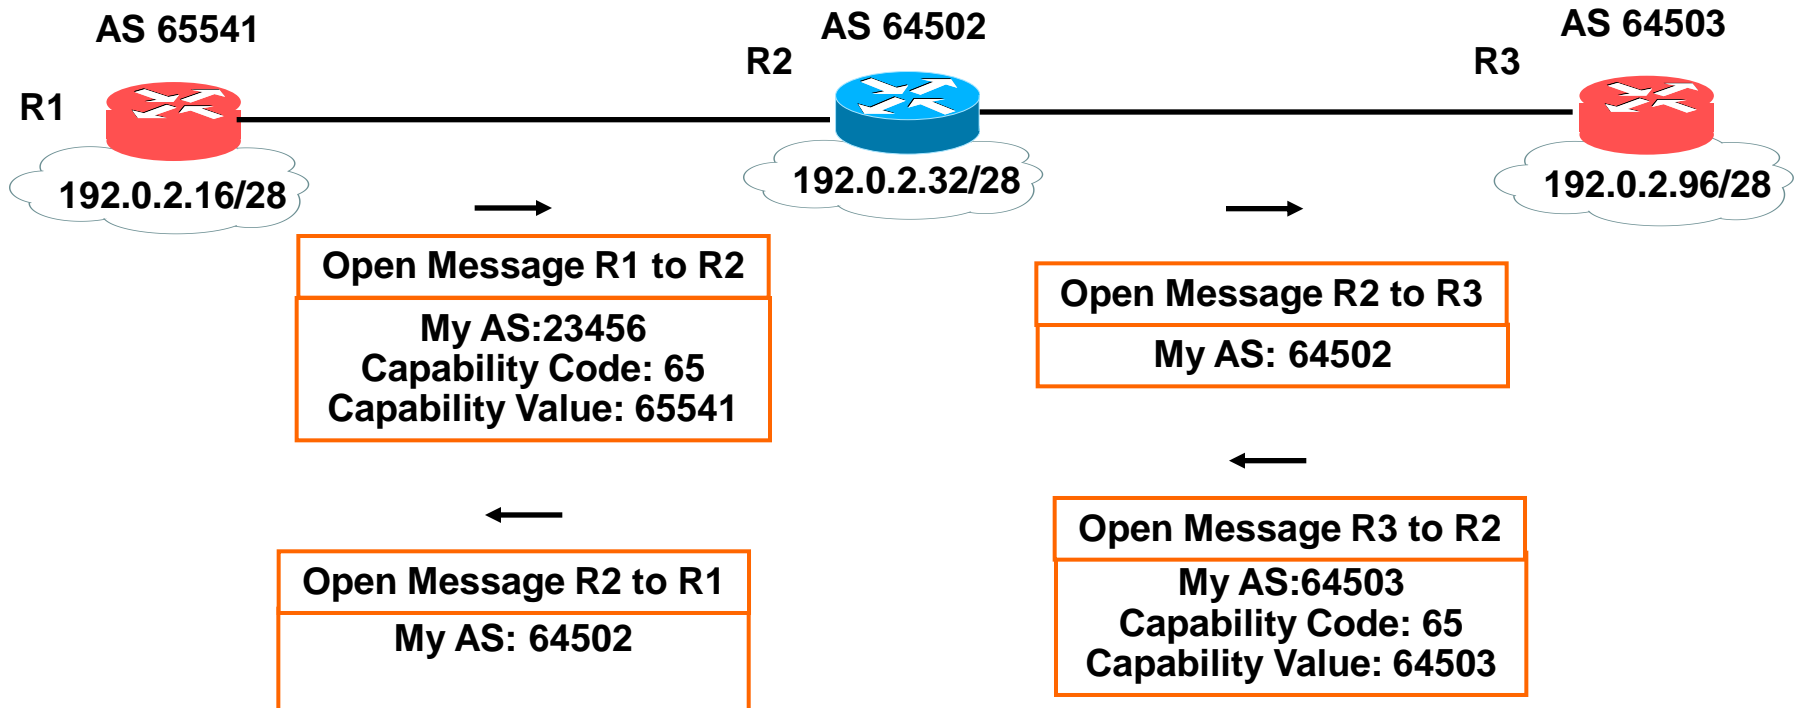 AS 65541
AS 64502
AS 64503
R1
R2
R3
192.0.2.16/28
192.0.2.32/28
192.0.2.96/28
Open Message R1 to R2
My AS:23456
Capability Code: 65
Capability Value: 65541
Open Message R2 to R3
My AS: 64502
Open Message R2 to R1
My AS: 64502
Open Message R3 to R2
My AS:64503
Capability Code: 65
Capability Value: 64503